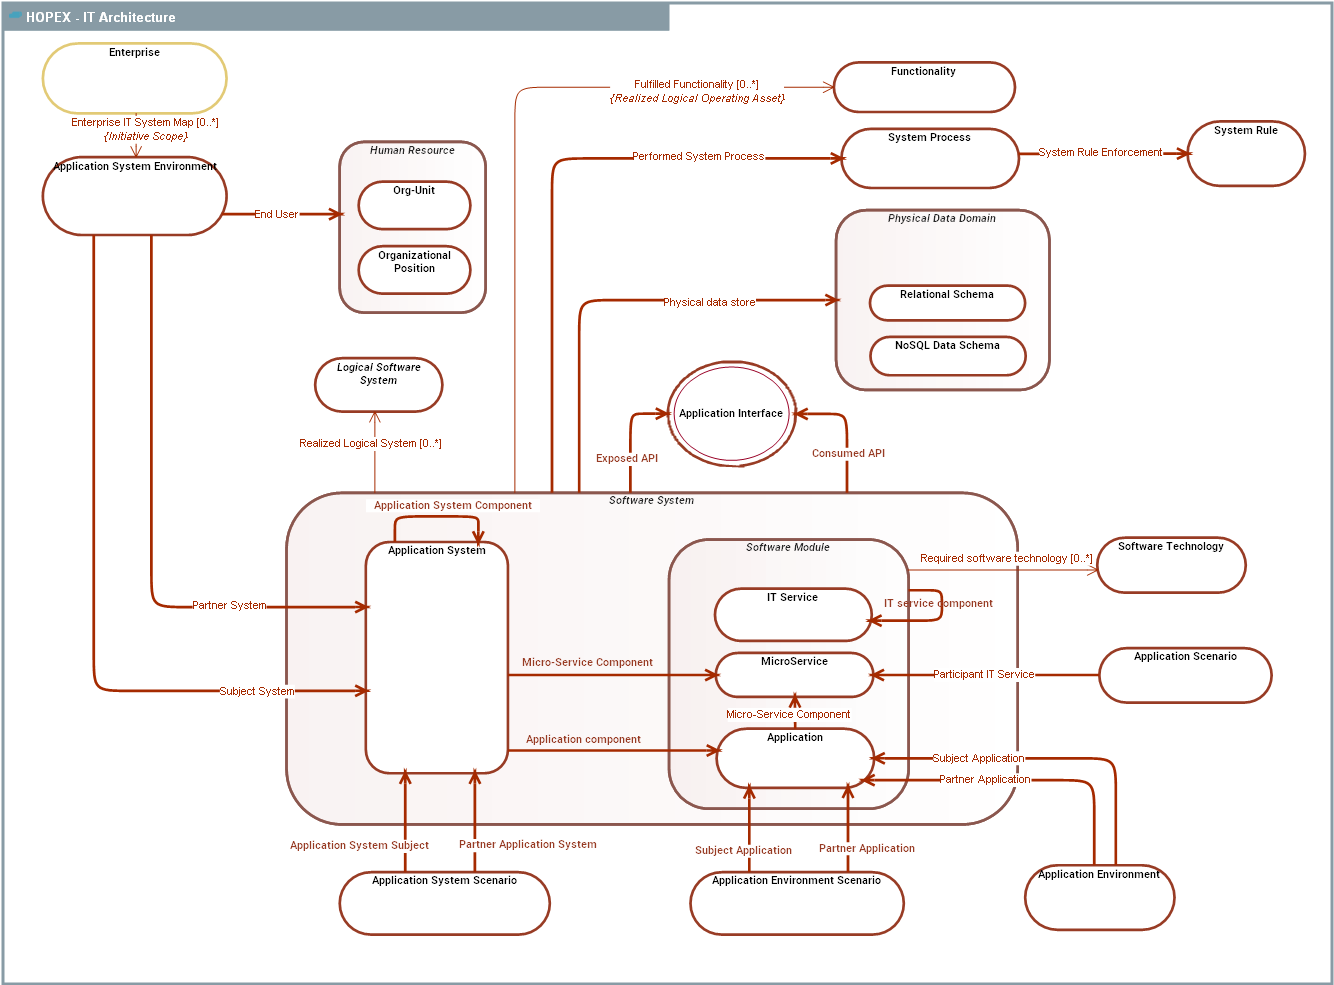 HOPEX - IT Architecture
Enterprise
Enterprise IT System Map [0..*]
{Initiative Scope}
Application System Environment
End User
Human Resource
Org-Unit
Organizational
Position
Fulfilled Functionality [0..*]
{Realized Logical Operating Asset}
Functionality
Performed System Process
System Process
System Rule Enforcement
System Rule
Physical Data Domain
Relational Schema
NoSQL Data Schema
Physical data store
Logical Software
System
Realized Logical System [0..*]
Application Interface
Exposed API
Consumed API
Software System
Application System Component
Application System
Software Module
IT Service
IT service component
Required software technology [0..*]
Software Technology
Partner System
Subject System
Micro-Service Component
MicroService
Participant IT Service
Application Scenario
Micro-Service Component
Application component
Application
Subject Application
Partner Application
Application System Subject
Partner Application System
Subject Application
Partner Application
Application System Scenario
Application Environment Scenario
Application Environment